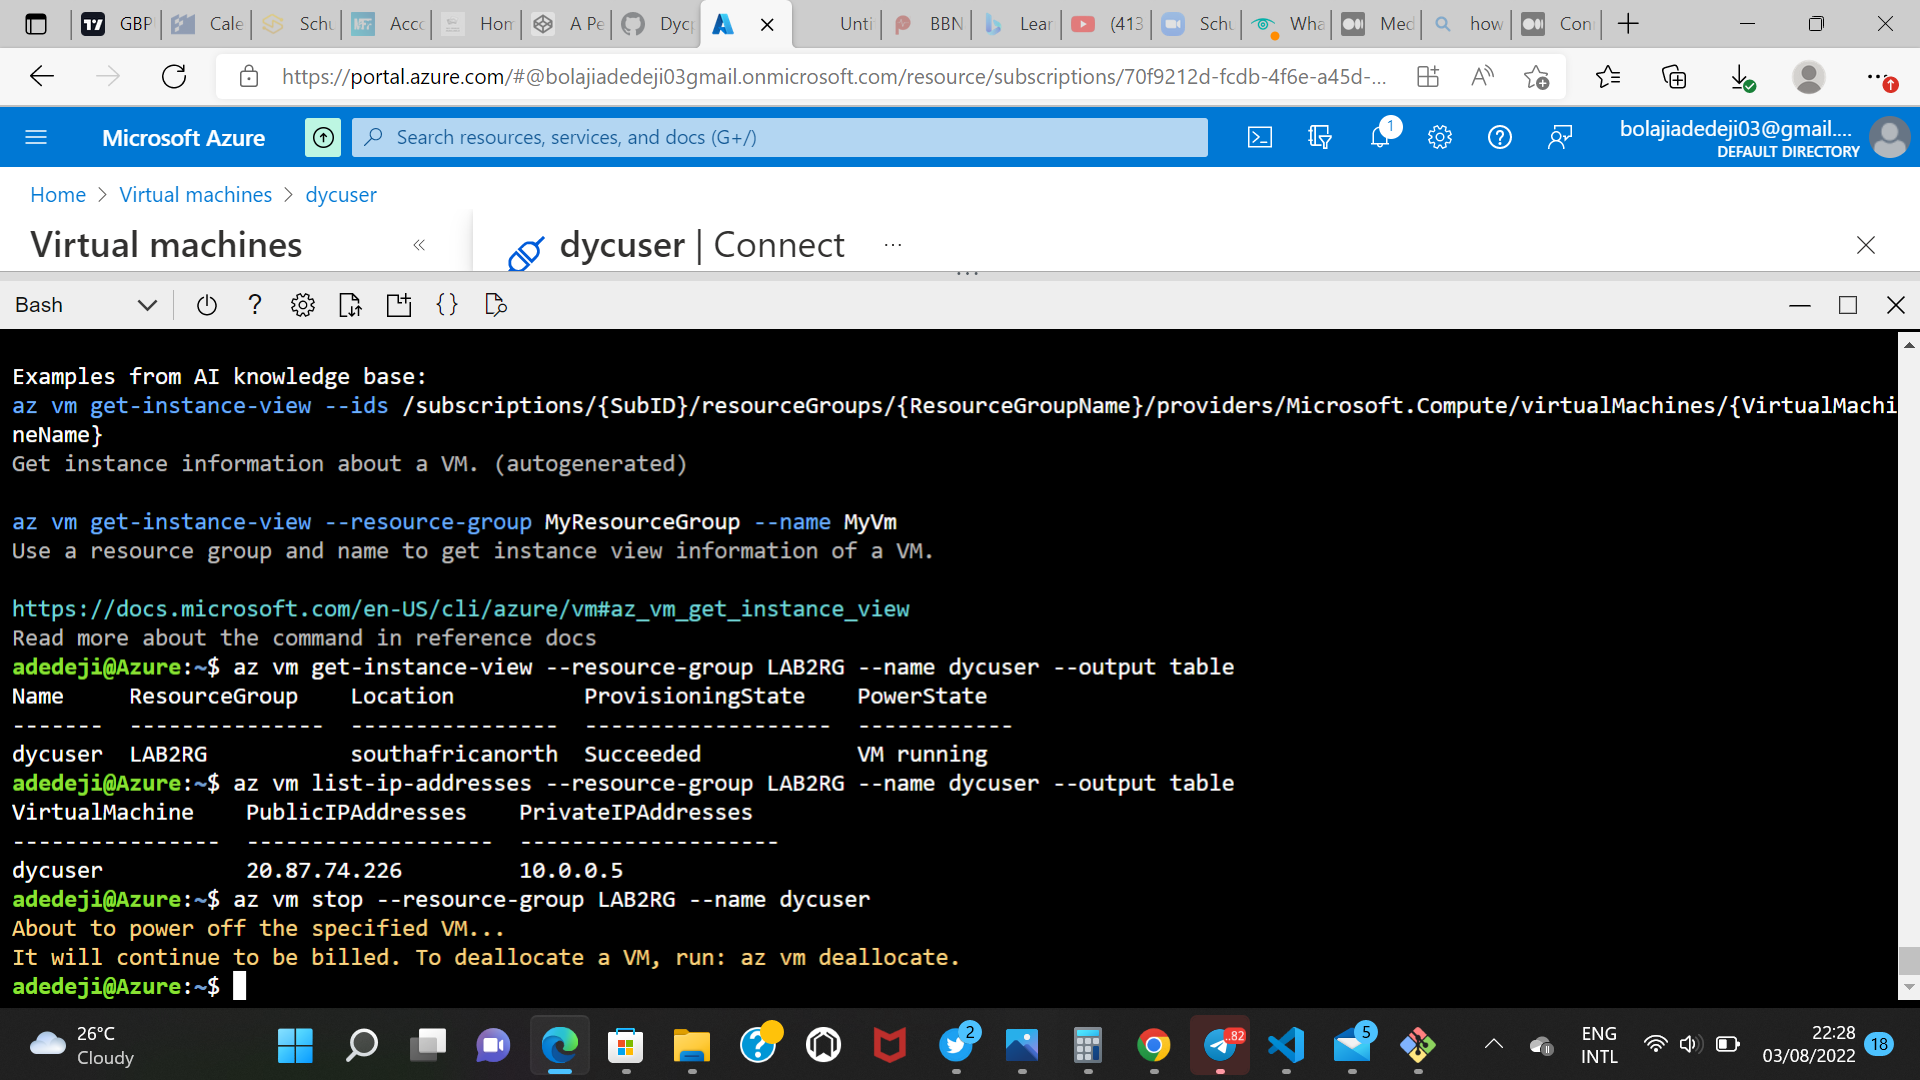 GBP
Cale
Schu
Acco
Hom
A Pe
Dycp
Unti
BBN
Lear
(413
Schu
Wha
Med
how
Con
https://portal.azure.com/#@bolajiadedeji03gmail.onmicrosoft.com/resource/subscriptions/70f9212d-fcdb-4f6e-a45d-...
Microsoft Azure
Search resources, services, and docs (G+/)
1
bolajiadedeji03@gmail....
DEFAULT DIRECTORY
Home > Virtual machines > dycuser
Virtual machines
«
dycuser | Connect
...
Bash
Examples from AI knowledge base:
az vm get-instance-view --ids /subscriptions/{SubID}/resourceGroups/{ResourceGroupName}/providers/Microsoft.Compute/virtualMachines/{VirtualMachi
neName}
Get instance information about a VM. (autogenerated)
az vm get-instance-view --resource-group MyResourceGroup --name MyVm
Use a resource group and name to get instance view information of a VM.
https://docs.microsoft.com/en-US/cli/azure/vm#az_vm_get_instance_view
Read more about the command in reference docs
adedeji@Azure:~$ az vm get-instance-view --resource-group LAB2RG --name dycuser --output table
Name ResourceGroup Location ProvisioningState PowerState
------- --------------- ---------------- ------------------- ------------
dycuser LAB2RG southafricanorth Succeeded VM running
adedeji@Azure:~$ az vm list-ip-addresses --resource-group LAB2RG --name dycuser --output table
VirtualMachine PublicIPAddresses PrivateIPAddresses
---------------- ------------------- --------------------
dycuser 20.87.74.226 10.0.0.5
adedeji@Azure:~$ az vm stop --resource-group LAB2RG --name dycuser
About to power off the specified VM...
It will continue to be billed. To deallocate a VM, run: az vm deallocate.
adedeji@Azure:~$
26°C
Cloudy
2
..82
5
ENG
INTL
22:28
03/08/2022
18